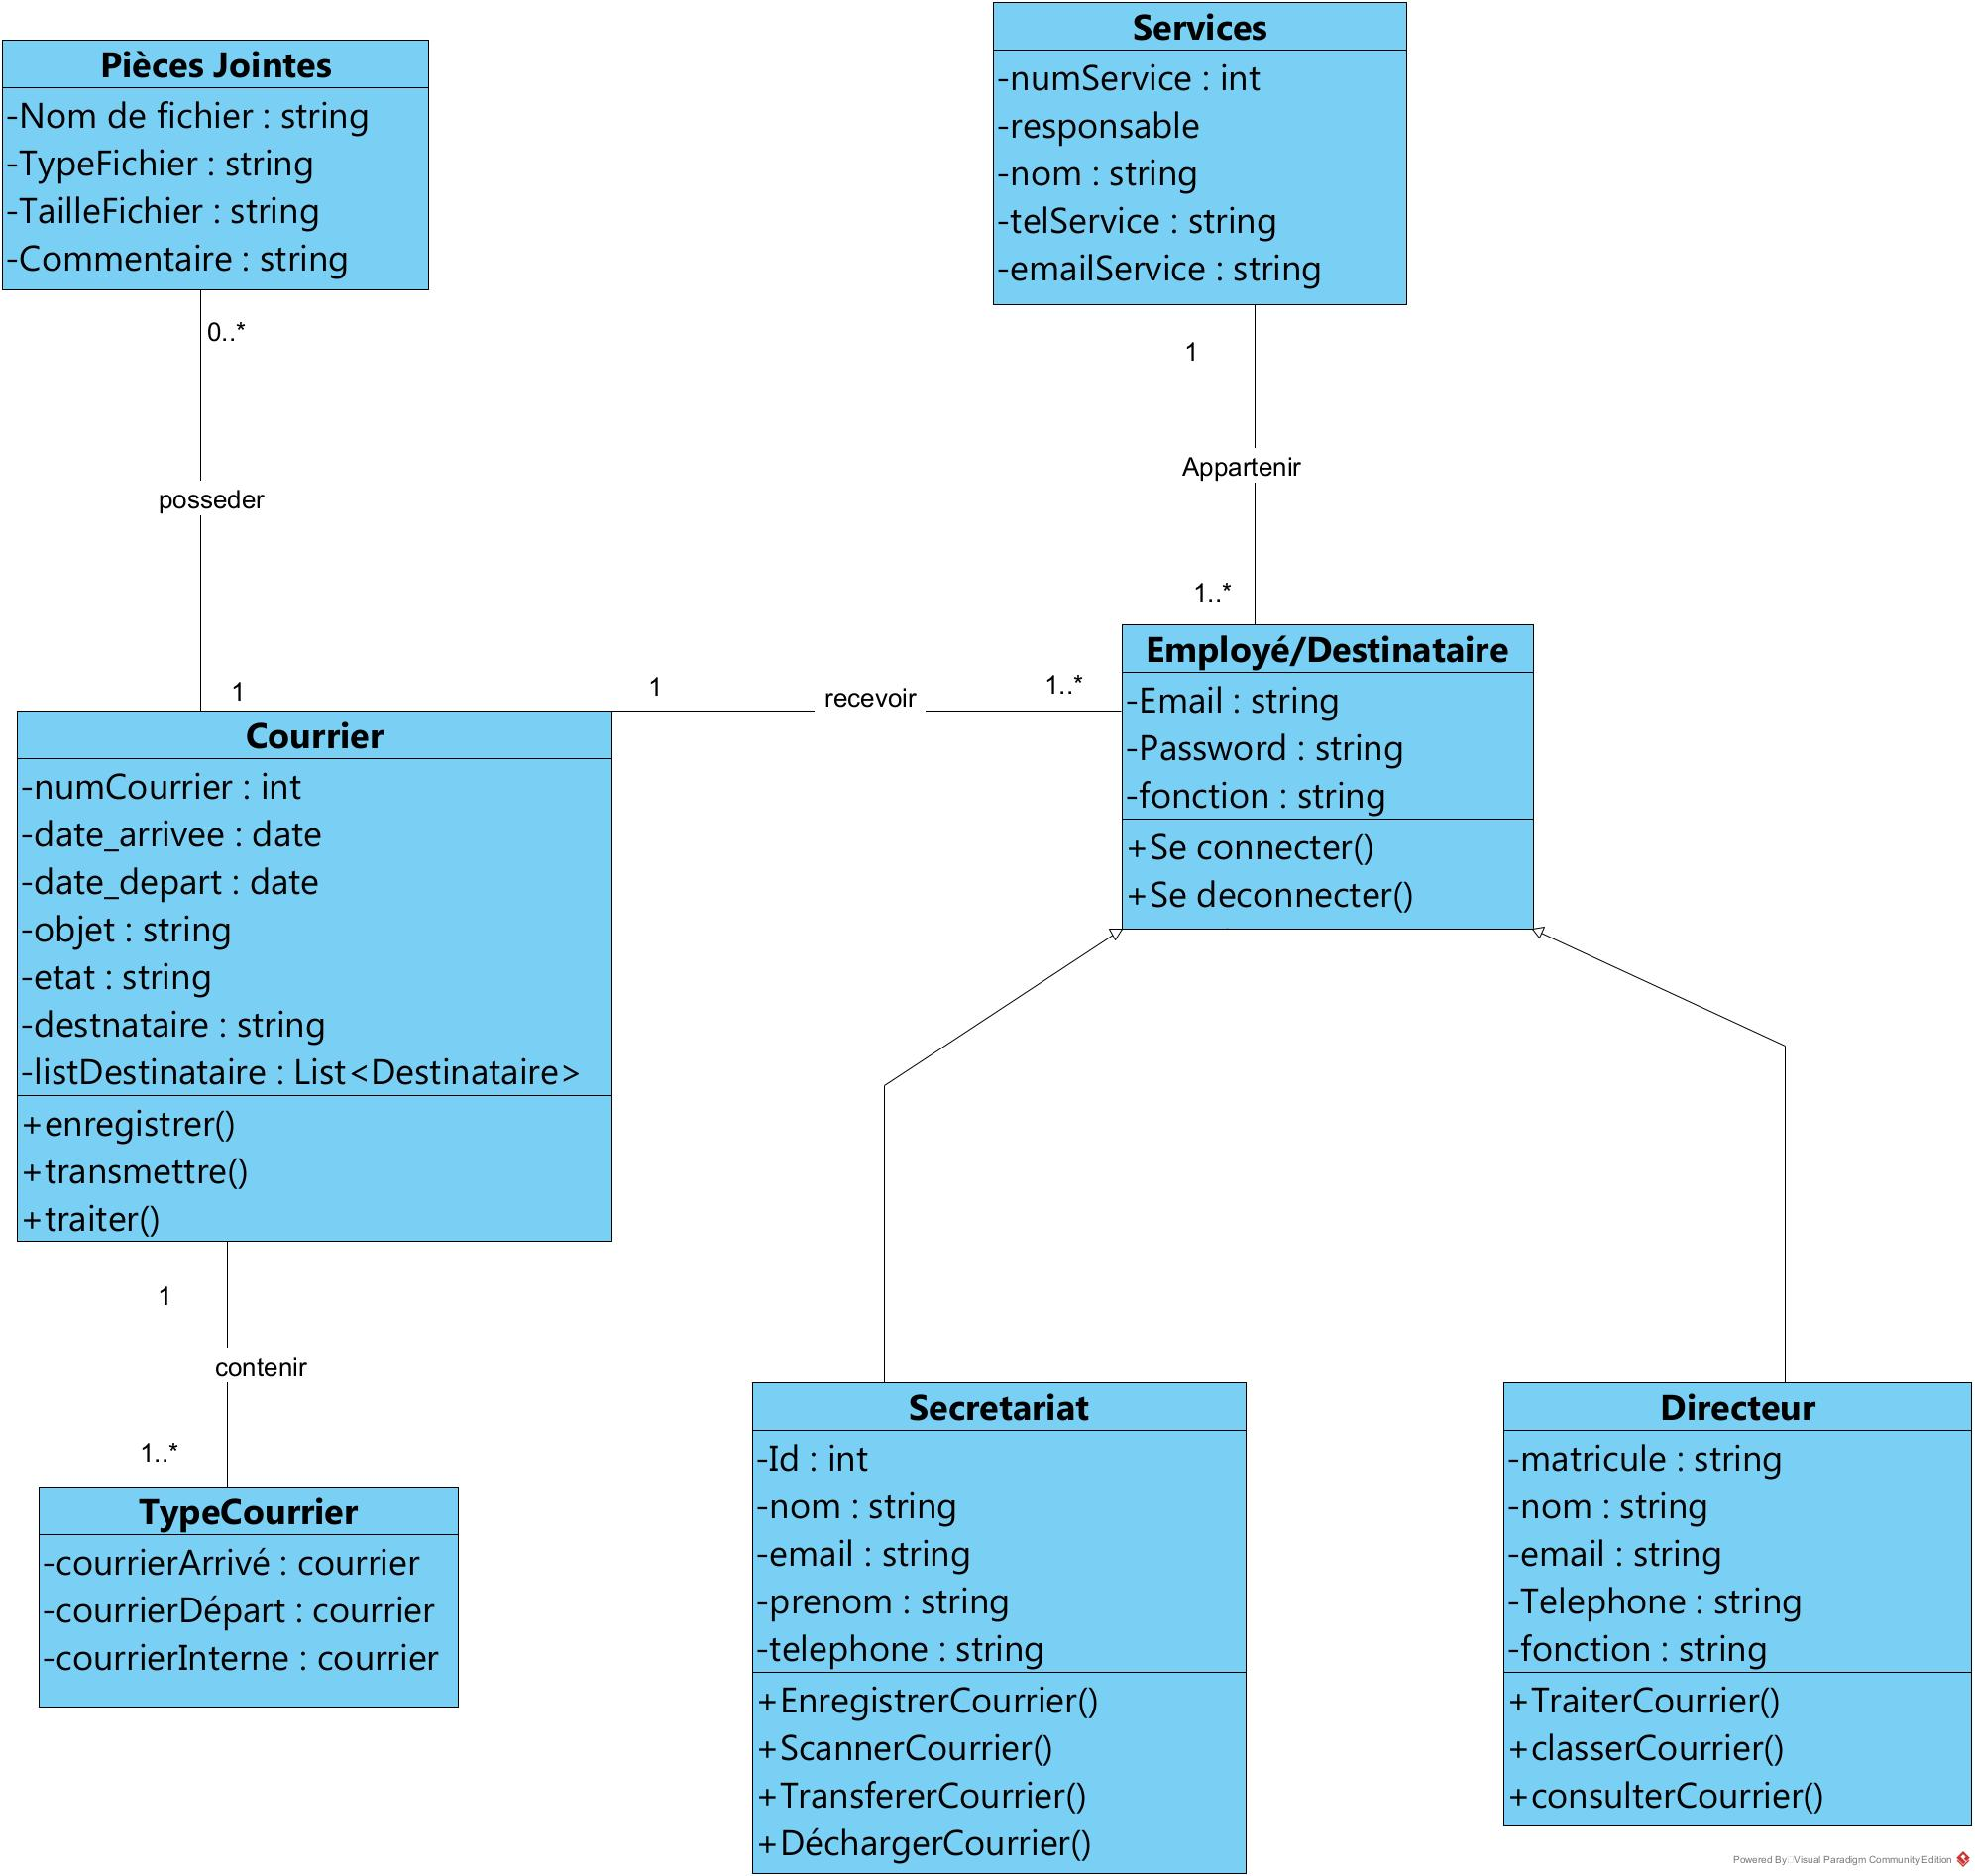 Pièces Jointes
-Nom de fichier : string
-TypeFichier : string
-TailleFichier : string
-Commentaire : string
Services
-numService : int
-responsable
-nom : string
-telService : string
-emailService : string
0..*
posseder
1
1
Appartenir
1..*
1
recevoir
1..*
Employé/Destinataire
-Email : string
-Password : string
-fonction : string
+Se connecter()
+Se deconnecter()
Courrier
-numCourrier : int
-date_arrivee : date
-date_depart : date
-objet : string
-etat : string
-destnataire : string
-listDestinataire : List<Destinataire>
+enregistrer()
+transmettre()
+traiter()
1
contenir
1..*
TypeCourrier
-courrierArrivé : courrier
-courrierDépart : courrier
-courrierInterne : courrier
Secretariat
-Id : int
-nom : string
-email : string
-prenom : string
-telephone : string
+EnregistrerCourrier()
+ScannerCourrier()
+TransfererCourrier()
+DéchargerCourrier()
Directeur
-matricule : string
-nom : string
-email : string
-Telephone : string
-fonction : string
+TraiterCourrier()
+classerCourrier()
+consulterCourrier()
Powered By Visual Paradigm Community Edition